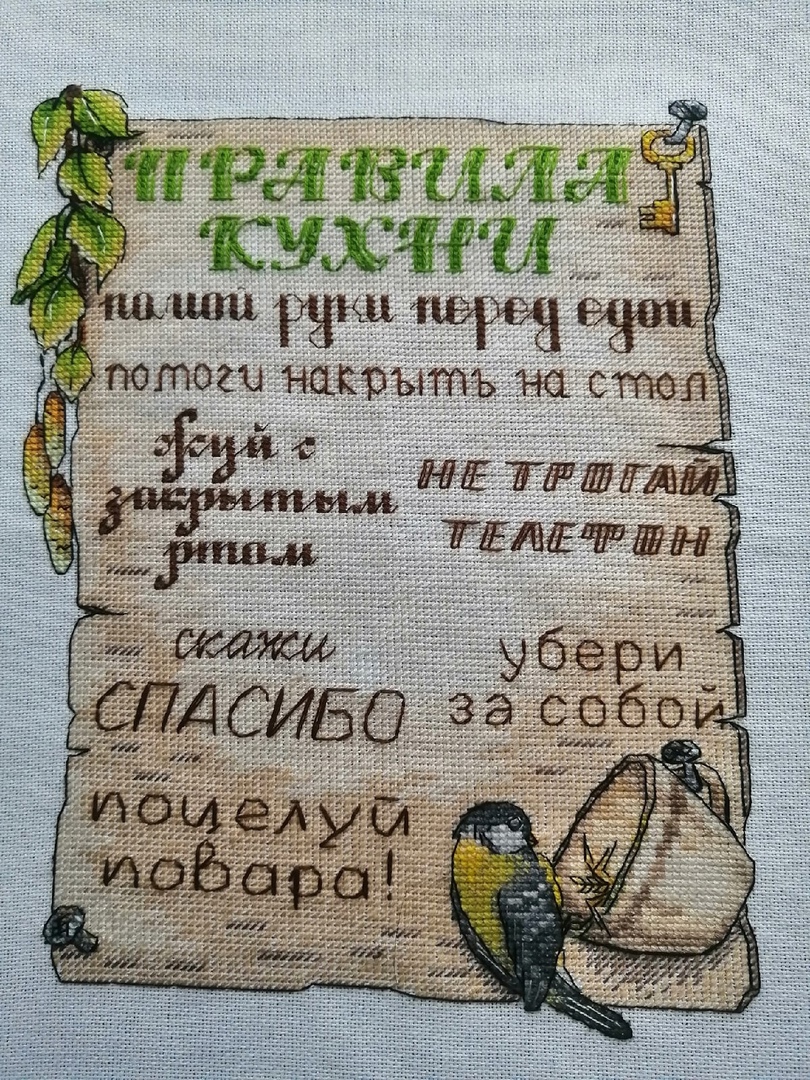 ПРАВИЛА
КУХНИ
помой руки перед едой
помоги накрыть на стол
жуй с
закрытым
ртом
НЕ ТРОГАЙ
ТЕЛЕФОН
скажи
СПАСИБО
убери
за собой
поцелуй
повара!